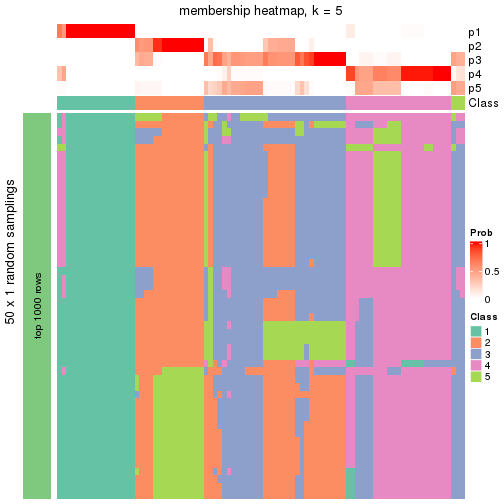 membership heatmap, k = 5
p1
p2
p3
p4
p5
Class
50 x 1 random samplings
top 1000 rows
Prob
1
0.5
0
Class
1
2
3
4
5